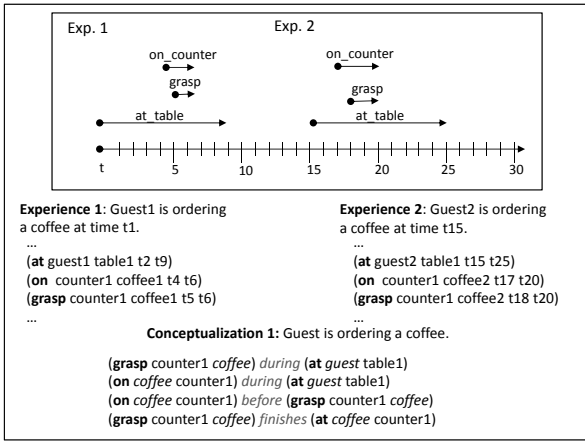 Exp. 1
Exp. 2
on_counter
on_counter
grasp
grasp
at_table
at_table
t
5
10
15
20
25
30
Experience 1: Guest1 is ordering
a coffee at time t1.
...
(at guest1 table1 t2 t9)
(on counter1 coffee1 t4 t6)
(grasp counter1 coffee1 t5 t6)
...
Experience 2: Guest2 is ordering
a coffee at time t15.
...
(at guest2 table1 t15 t25)
(on counter1 coffee2 t17 t20)
(grasp counter1 coffee2 t18 t20)
...
Conceptualization 1: Guest is ordering a coffee.
(grasp counter1 coffee) during (at guest table1)
(on coffee counter1) during (at guest table1)
(on coffee counter1) before (grasp counter1 coffee)
(grasp counter1 coffee) finishes (at coffee counter1)